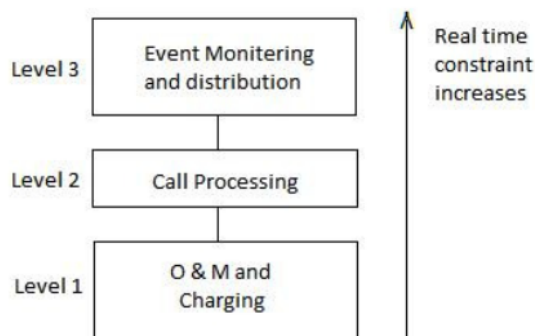 Level 3
Event Monitering
and distribution
Real time
constraint
increases
Level 2
Call Processing
Level 1
O & M and
Charging